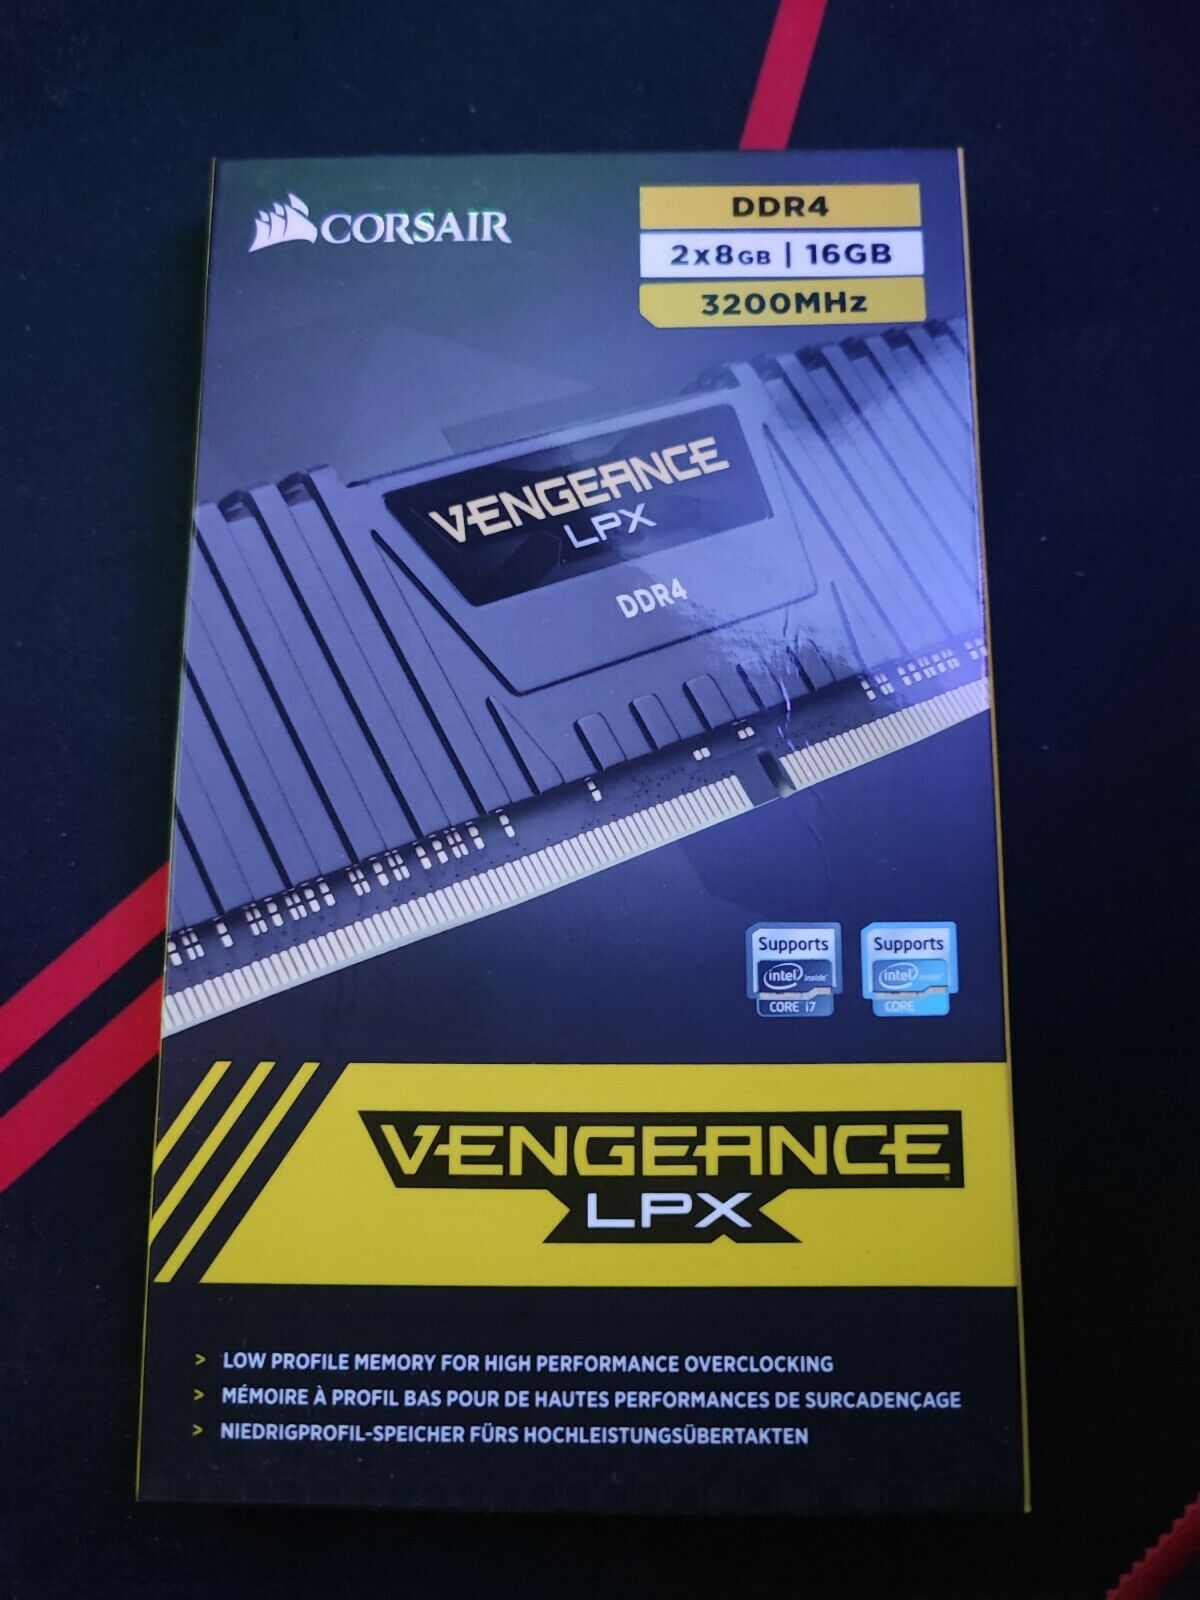 CORSAIR
DDR4
2x8GB | 16GB
3200MHz
VENGEANCE
LPX
DDR4
Supports
intel inside
CORE i7
Supports
intel inside
CORE
VENGEANCE
LPX
> LOW PROFILE MEMORY FOR HIGH PERFORMANCE OVERCLOCKING
> MÉMOIRE À PROFIL BAS POUR DE HAUTES PERFORMANCES DE SURCADENÇAGE
> NIEDRIGPROFIL-SPEICHER FÜRS HOCHLEISTUNGSÜBERTAKTEN